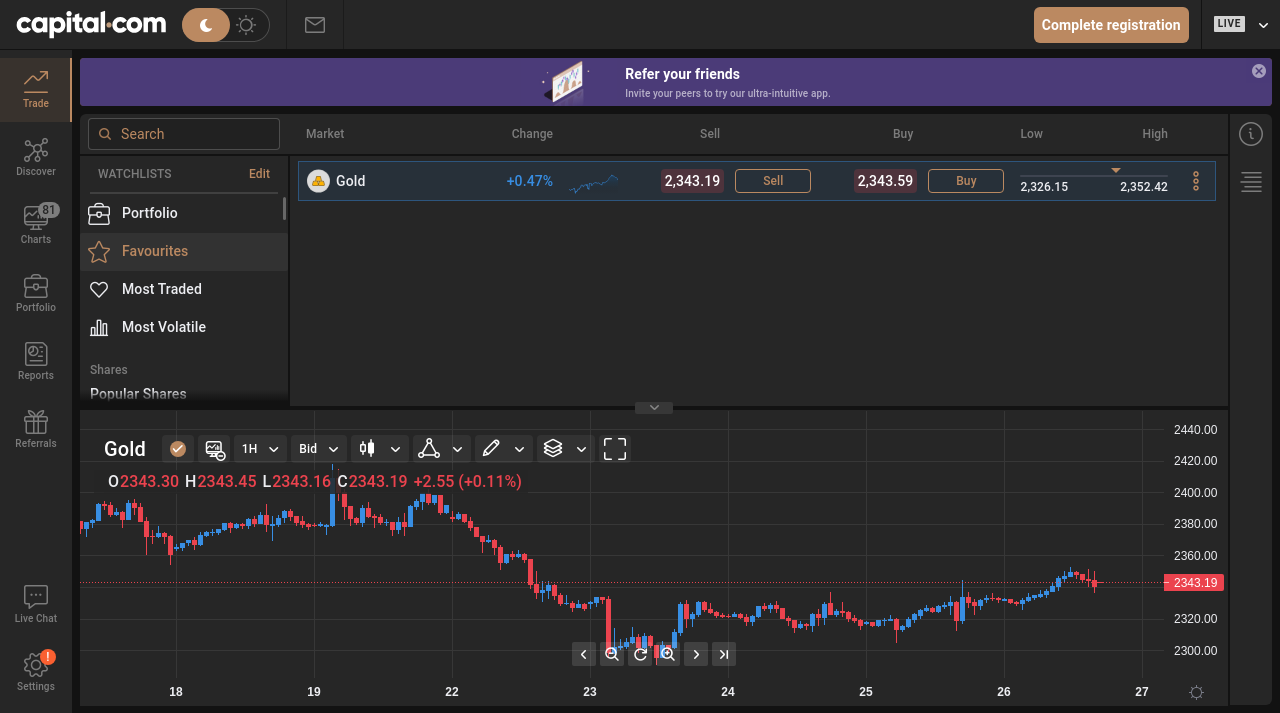 capital.com
Complete registration
LIVE
Trade
Discover
81
Charts
Portfolio
Reports
Referrals
Live Chat
!
Settings
Refer your friends
Invite your peers to try our ultra-intuitive app.
Search
Market Change Sell Buy Low High
WATCHLISTS Edit
Portfolio
Favourites
Most Traded
Most Volatile
Shares
Popular Shares
Gold +0.47% 2,343.19 Sell 2,343.59 Buy 2,326.15 2,352.42
Gold 1H Bid
O2343.30 H2343.45 L2343.16 C2343.19 +2.55 (+0.11%)
2440.00
2420.00
2400.00
2380.00
2360.00
2343.19
2320.00
2300.00
18 19 22 23 24 25 26 27